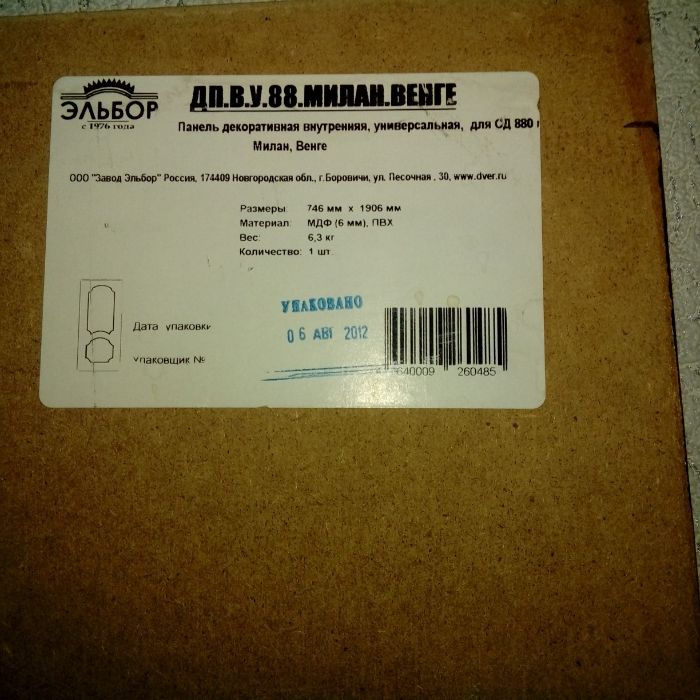 ЭЛЬБОР
с 1976 года
ДП.В.У.88.МИЛАН.ВЕНГЕ
Панель декоративная внутренняя, универсальная, для СД 880
Милан, Венге
ООО "Завод Эльбор" Россия, 174409 Новгородская обл., г.Боровичи, ул. Песочная , 30, www.dver.ru
Размеры: 746 мм х 1906 мм
Материал: МДФ (6 мм), ПВХ
Вес: 6,3 кг
Количество: 1 шт.
УПАКОВАНО
Дата упаковки 06 АВГ 2012
упаковщик №
640009 260485